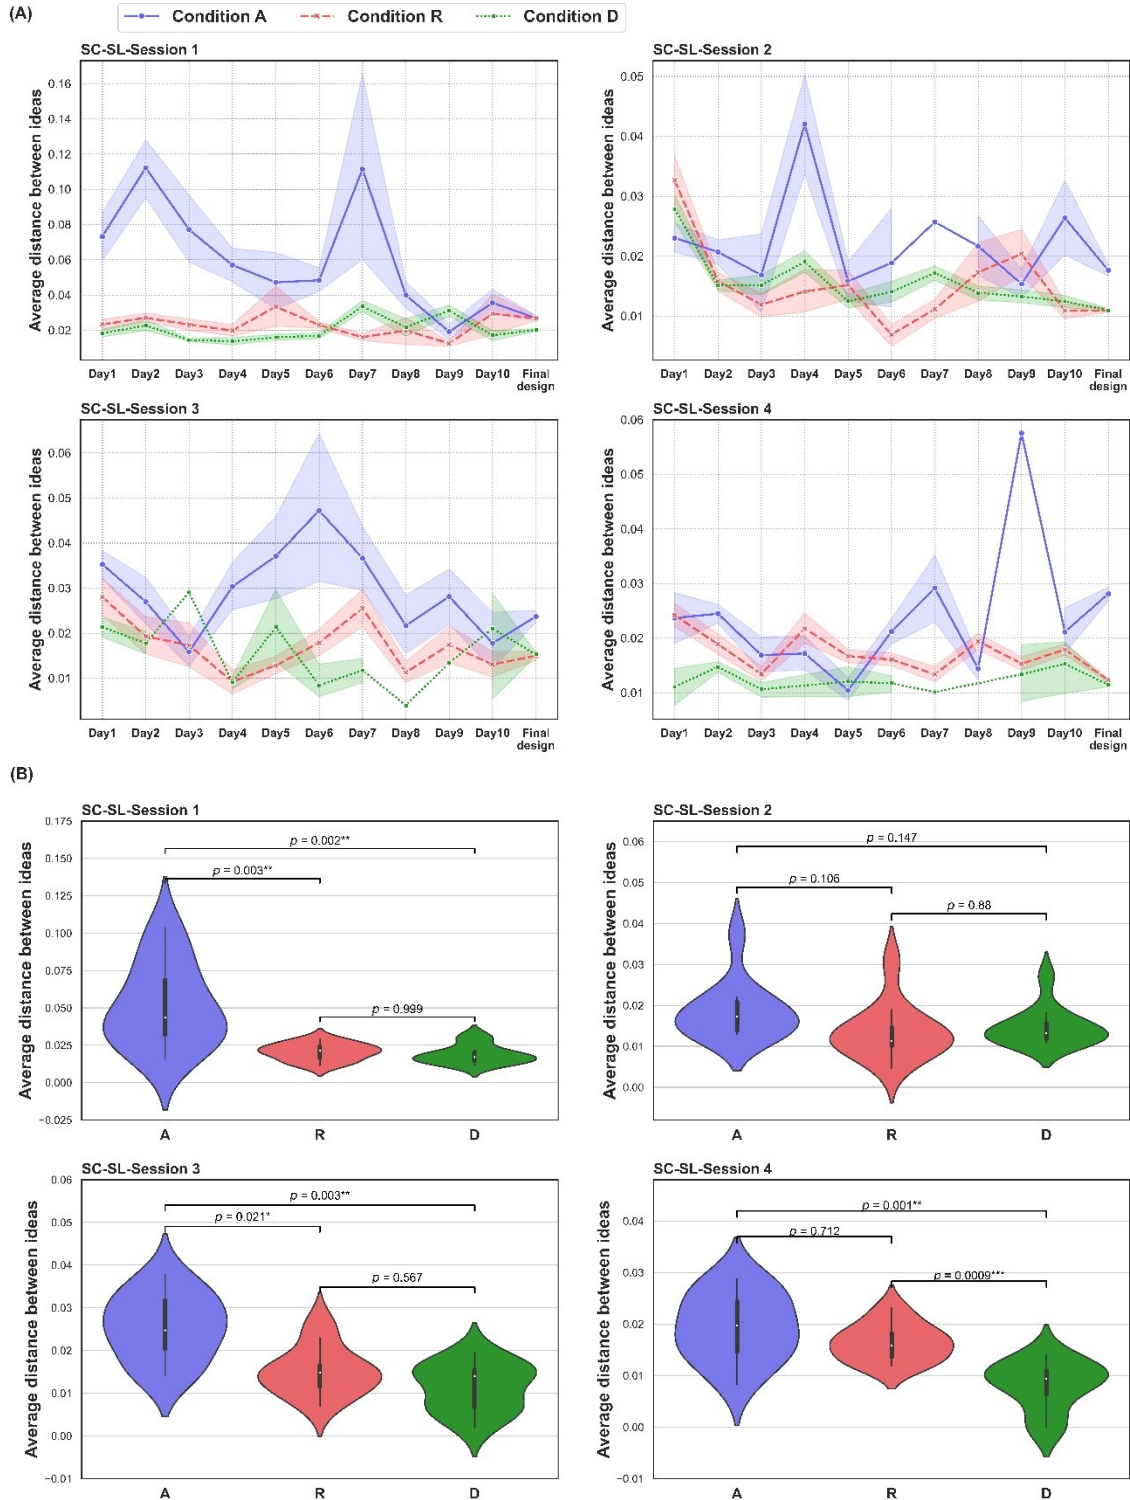 (A)
Condition A Condition R Condition D
SC-SL-Session 1
Average distance between ideas
0.16
0.14
0.12
0.10
0.08
0.06
0.04
0.02
Day1 Day2 Day3 Day4 Day5 Day6 Day7 Day8 Day9 Day10 Final design
SC-SL-Session 2
Average distance between ideas
0.05
0.04
0.03
0.02
0.01
Day1 Day2 Day3 Day4 Day5 Day6 Day7 Day8 Day9 Day10 Final design
SC-SL-Session 3
Average distance between ideas
0.06
0.05
0.04
0.03
0.02
0.01
Day1 Day2 Day3 Day4 Day5 Day6 Day7 Day8 Day9 Day10 Final design
SC-SL-Session 4
Average distance between ideas
0.06
0.05
0.04
0.03
0.02
0.01
Day1 Day2 Day3 Day4 Day5 Day6 Day7 Day8 Day9 Day10 Final design
(B)
SC-SL-Session 1
Average distance between ideas
0.175
0.150
0.125
0.100
0.075
0.050
0.025
0.000
−0.025
p = 0.002**
p = 0.003**
p = 0.999
A R D
SC-SL-Session 2
Average distance between ideas
0.06
0.05
0.04
0.03
0.02
0.01
0.00
p = 0.147
p = 0.106
p = 0.88
A R D
SC-SL-Session 3
Average distance between ideas
0.06
0.05
0.04
0.03
0.02
0.01
0.00
−0.01
p = 0.003**
p = 0.021*
p = 0.567
A R D
SC-SL-Session 4
Average distance between ideas
0.04
0.03
0.02
0.01
0.00
−0.01
p = 0.001**
p = 0.712
p = 0.0009***
A R D